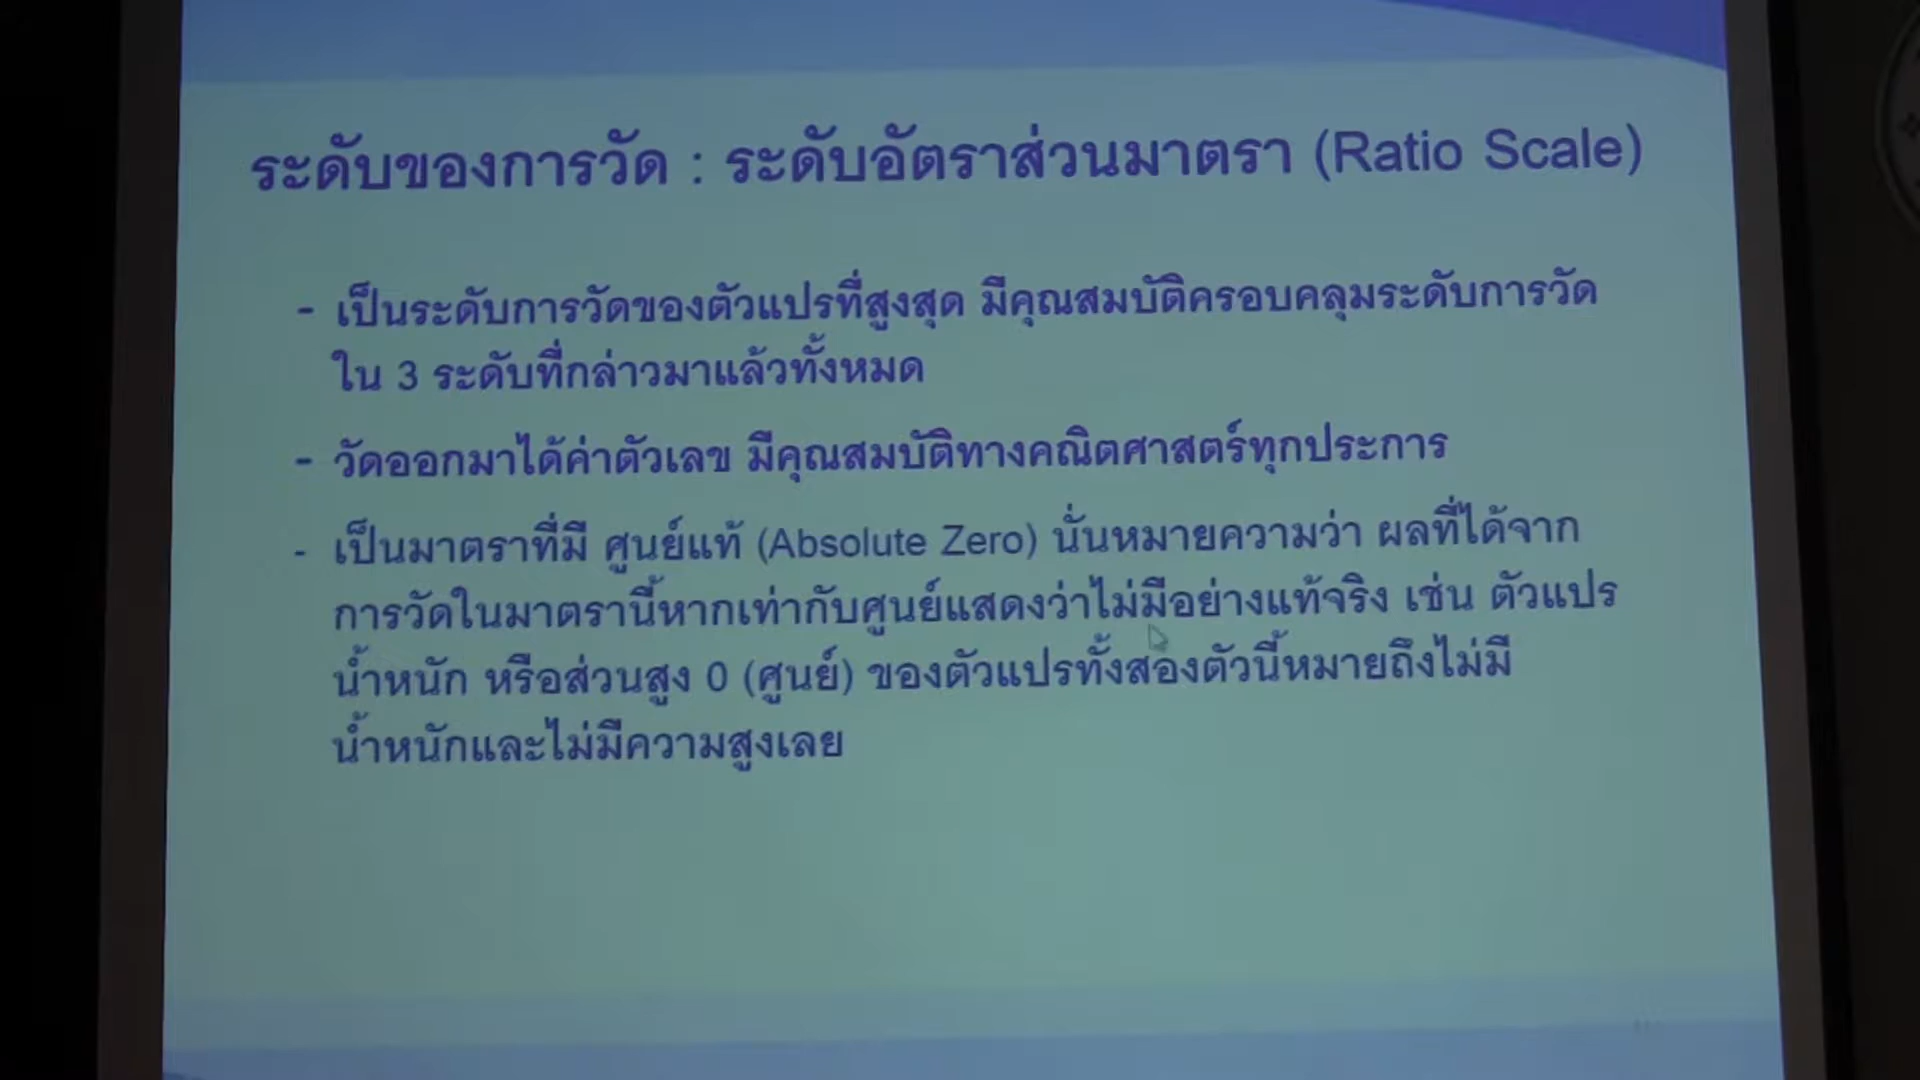 ระดับของการวัด : ระดับอัตราส่วนมาตรา (Ratio Scale)
- เป็นระดับการวัดของตัวแปรที่สูงสุด มีคุณสมบัติครอบคลุมระดับการวัด
ใน 3 ระดับที่กล่าวมาแล้วทั้งหมด
- วัดออกมาได้ค่าตัวเลข มีคุณสมบัติทางคณิตศาสตร์ทุกประการ
- เป็นมาตราที่มี ศูนย์แท้ (Absolute Zero) นั่นหมายความว่า ผลที่ได้จาก
การวัดในมาตรานี้หากเท่ากับศูนย์แสดงว่าไม่มีอย่างแท้จริง เช่น ตัวแปร
น้ำหนัก หรือส่วนสูง 0 (ศูนย์) ของตัวแปรทั้งสองตัวนี้หมายถึงไม่มี
น้ำหนักและไม่มีความสูงเลย